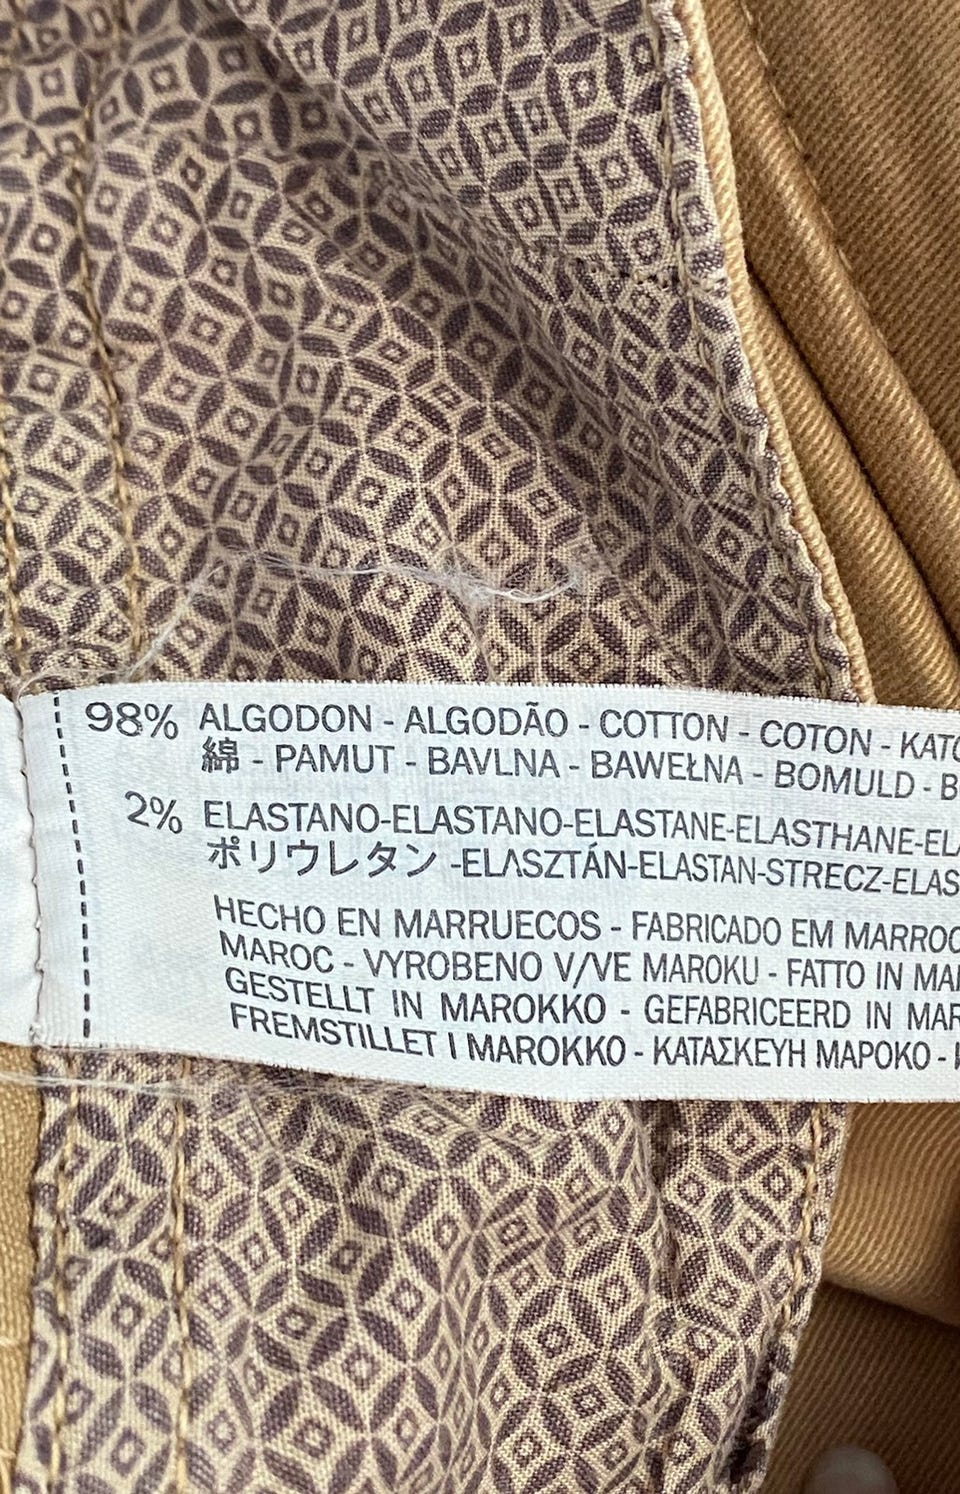 98% ALGODON - ALGODÃO - COTTON - COTON -
綿 - PAMUT - BAVLNA - BAWEŁNA - BOMULD -
2% ELASTANO-ELASTANO-ELASTANE-ELASTHANE-
ポリウレタン -ELASZTÁN-ELASTAN-STRECZ-
HECHO EN MARRUECOS - FABRICADO EM
MAROC - VYROBENO V/VE MAROKU - FATTO IN
GESTELLT IN MAROKKO - GEFABRICEERD IN
FREMSTILLET I MAROKKO - ΚΑΤΑΣΚΕΥΗ ΜΑΡΟΚΟ -